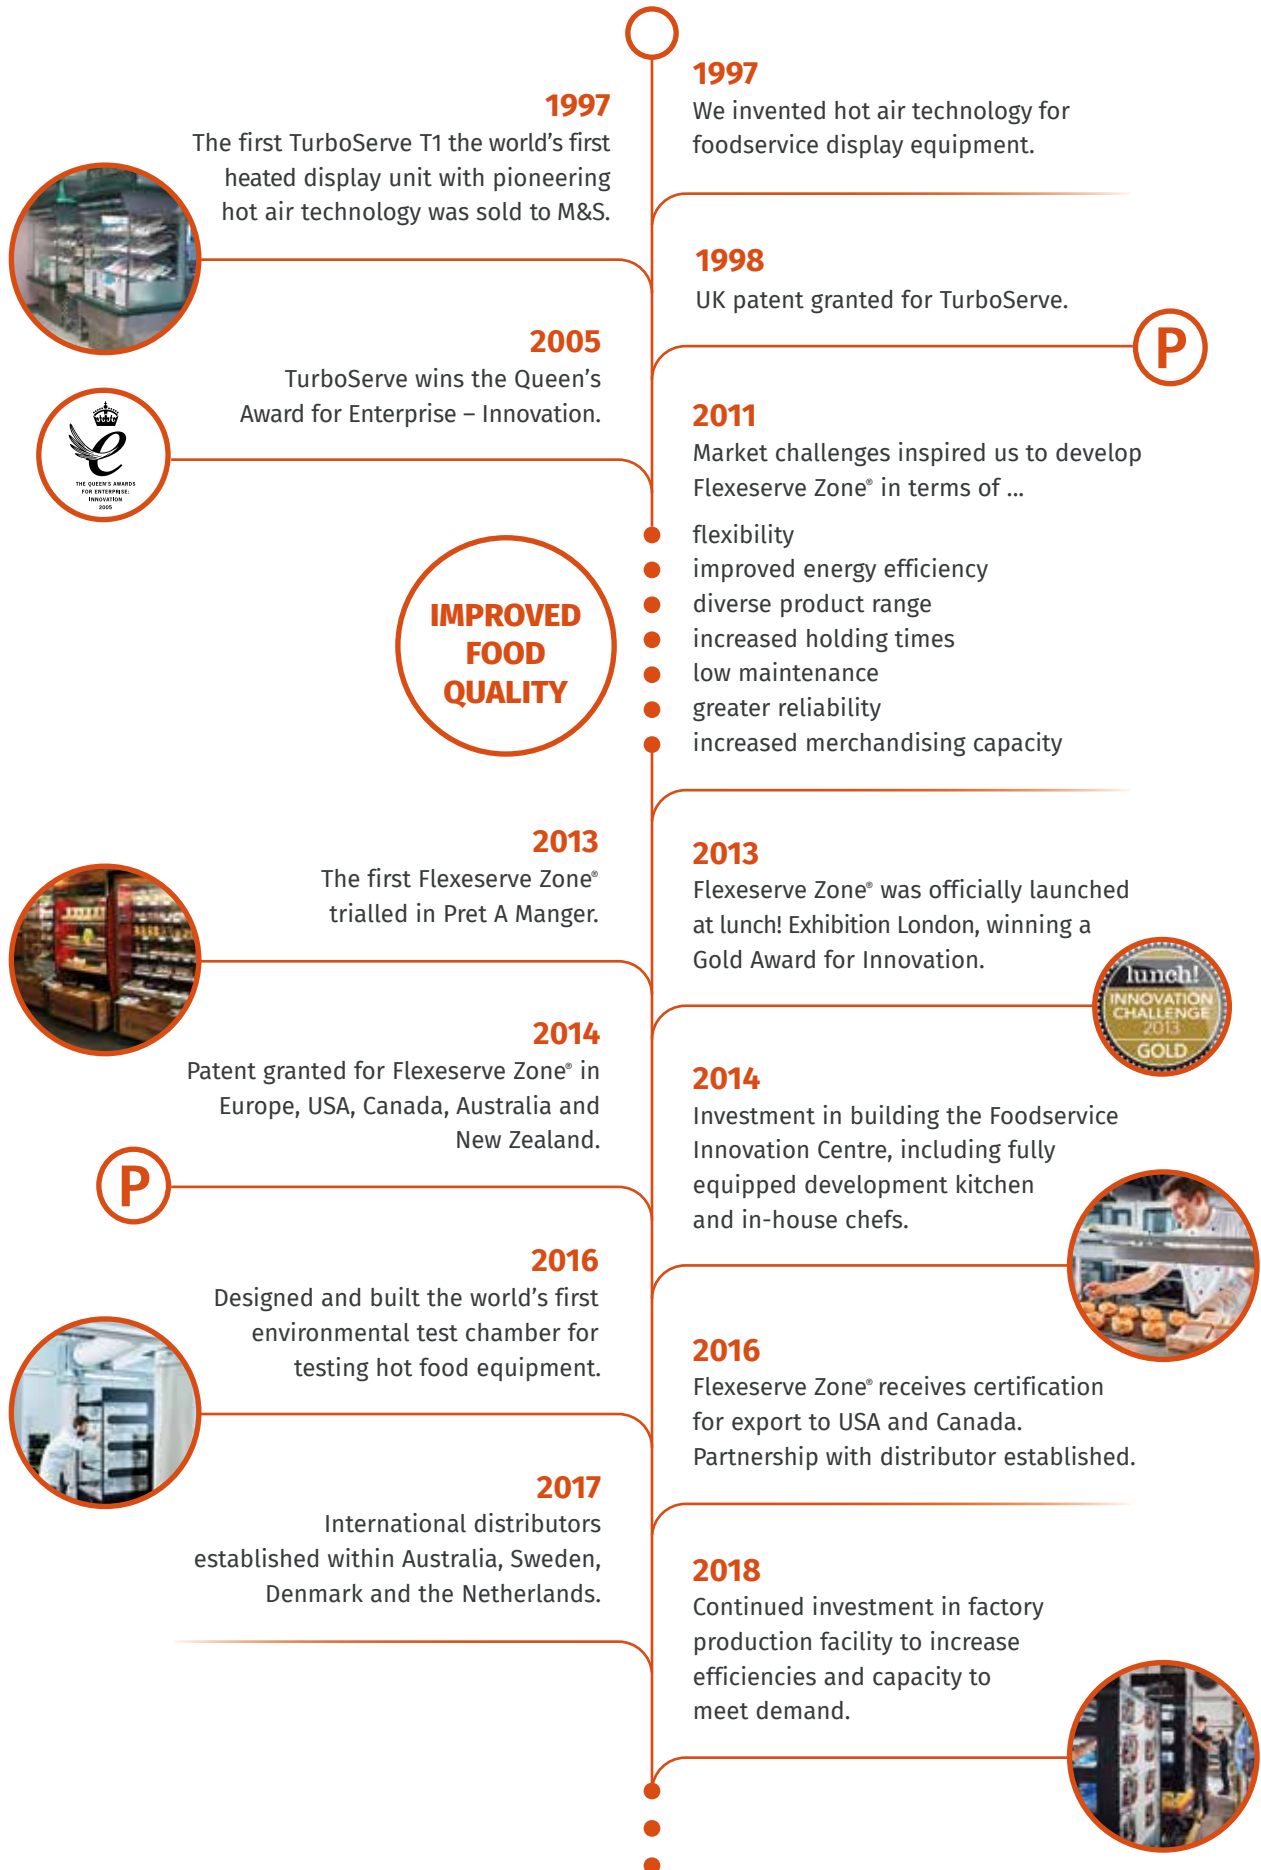 1997
We invented hot air technology for
foodservice display equipment.
1997
The first TurboServe T1 the world’s first
heated display unit with pioneering
hot air technology was sold to M&S.
1998
UK patent granted for TurboServe.
P
2005
TurboServe wins the Queen’s
Award for Enterprise – Innovation.
e
THE QUEEN'S AWARDS
FOR ENTERPRISE:
INNOVATION
2005
2011
Market challenges inspired us to develop
Flexeserve Zone® in terms of ...
flexibility
improved energy efficiency
diverse product range
increased holding times
low maintenance
greater reliability
increased merchandising capacity
IMPROVED
FOOD
QUALITY
2013
The first Flexeserve Zone®
trialled in Pret A Manger.
2013
Flexeserve Zone® was officially launched
at lunch! Exhibition London, winning a
Gold Award for Innovation.
lunch!
INNOVATION
CHALLENGE
2013
GOLD
2014
Patent granted for Flexeserve Zone® in
Europe, USA, Canada, Australia and
New Zealand.
P
2014
Investment in building the Foodservice
Innovation Centre, including fully
equipped development kitchen
and in-house chefs.
2016
Designed and built the world’s first
environmental test chamber for
testing hot food equipment.
2016
Flexeserve Zone® receives certification
for export to USA and Canada.
Partnership with distributor established.
2017
International distributors
established within Australia, Sweden,
Denmark and the Netherlands.
2018
Continued investment in factory
production facility to increase
efficiencies and capacity to
meet demand.